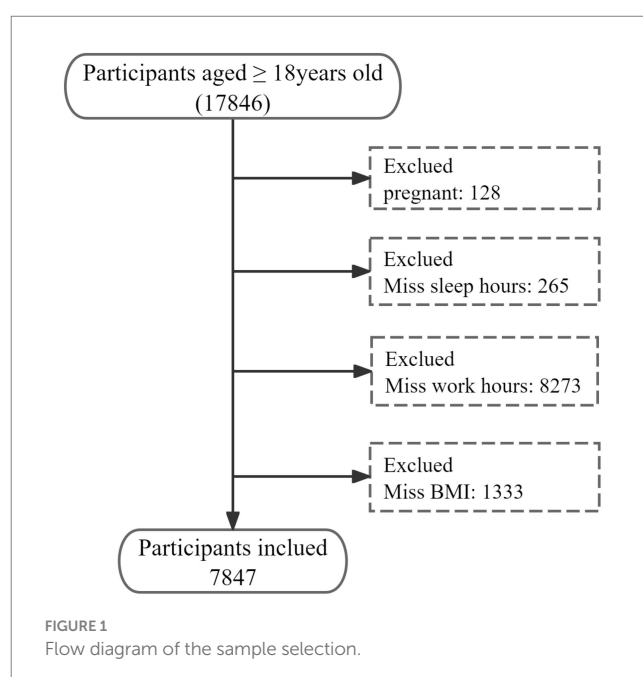 Participants aged ≥ 18years old
(17846)
Exclued
pregnant: 128
Exclued
Miss sleep hours: 265
Exclued
Miss work hours: 8273
Exclued
Miss BMI: 1333
Participants inclued
7847
FIGURE 1
Flow diagram of the sample selection.